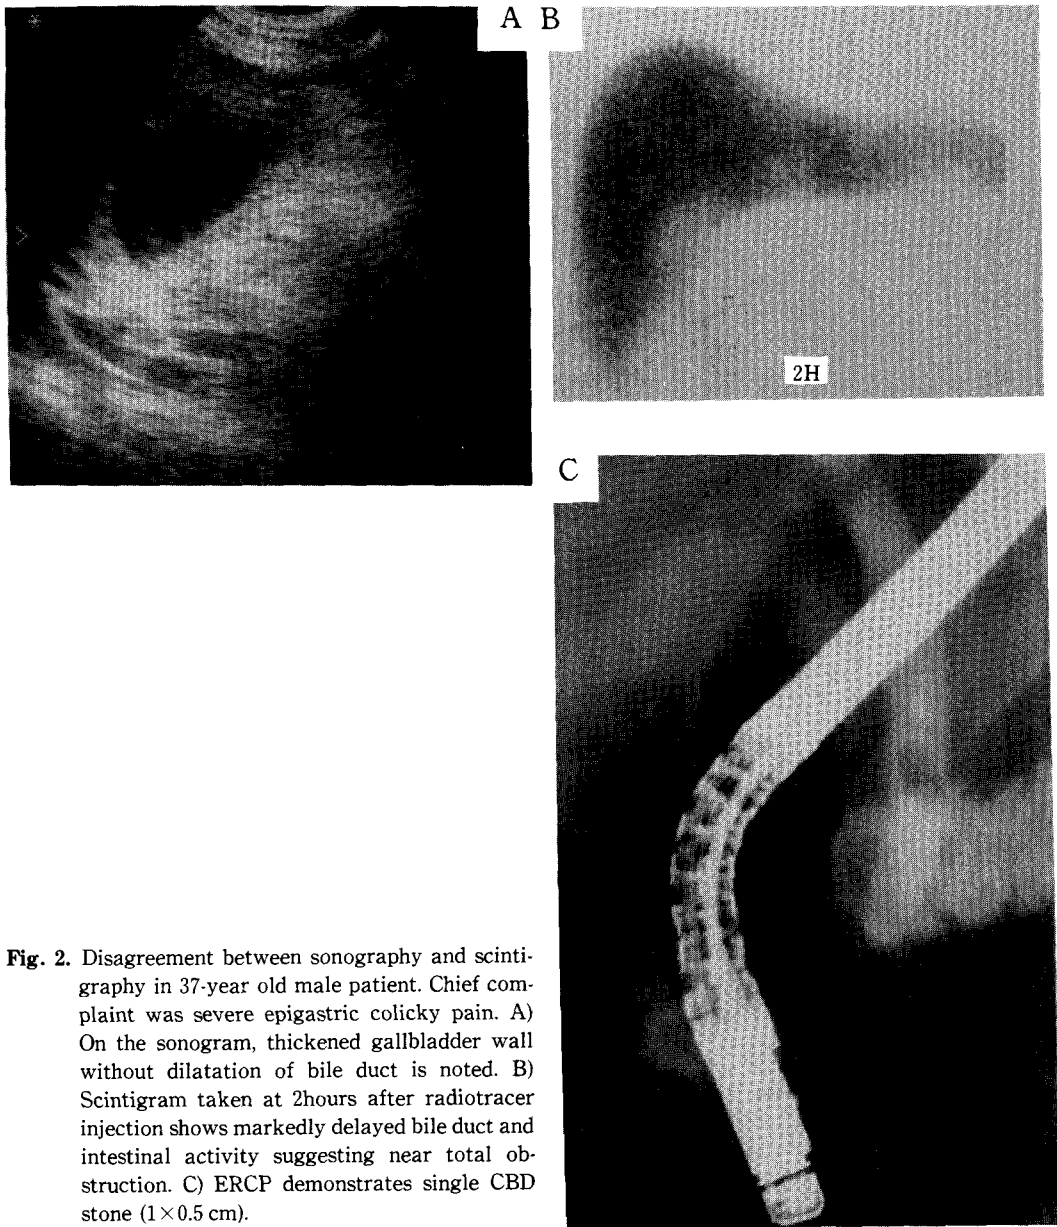 A B
2H
C
Fig. 2. Disagreement between sonography and scinti-
graphy in 37-year old male patient. Chief com-
plaint was severe epigastric colicky pain. A)
On the sonogram, thickened gallbladder wall
without dilatation of bile duct is noted. B)
Scintigram taken at 2hours after radiotracer
injection shows markedly delayed bile duct and
intestinal activity suggesting near total ob-
struction. C) ERCP demonstrates single CBD
stone (1×0.5 cm).